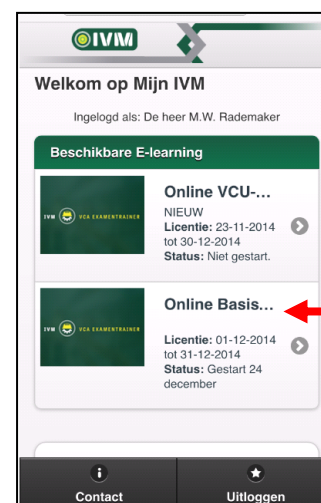 IVM
Welkom op Mijn IVM
Ingelogd als: De heer M.W. Rademaker
Beschikbare E-learning
IVM VCA EXAMENTRAINER
Online VCU-...
NIEUW
Licentie: 23-11-2014
tot 30-12-2014
Status: Niet gestart.
IVM VCA EXAMENTRAINER
Online Basis...
Licentie: 01-12-2014
tot 31-12-2014
Status: Gestart 24
december
Contact
Uitloggen